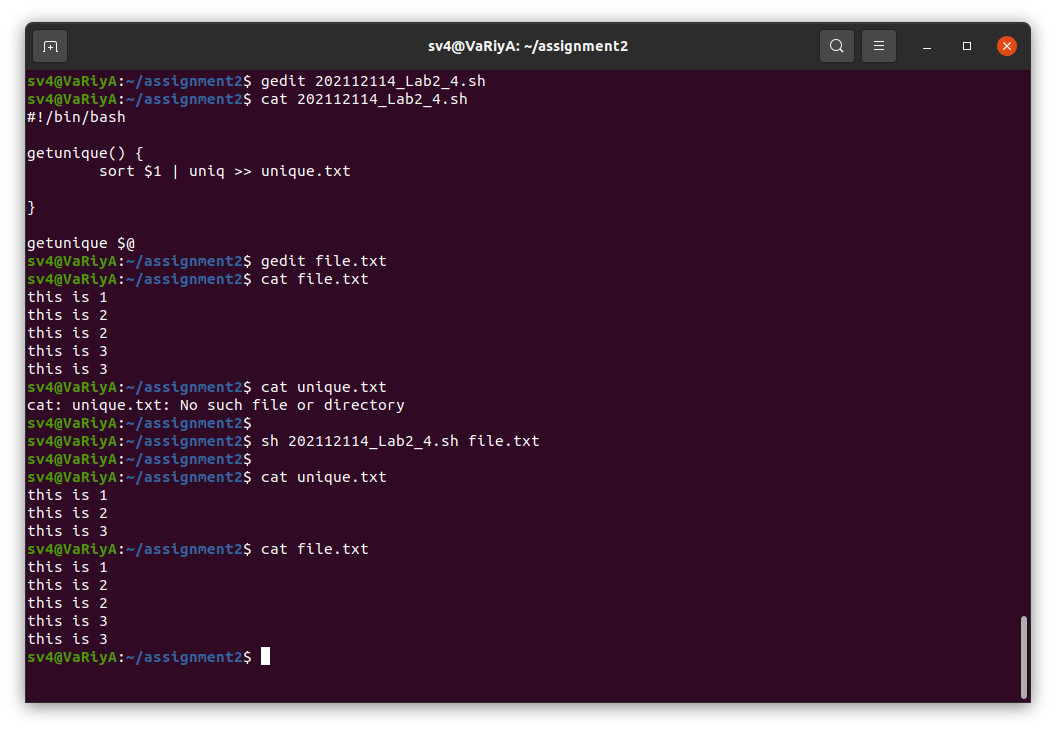 sv4@VaRiyA: ~/assignment2
sv4@VaRiyA:~/assignment2$ gedit 202112114_Lab2_4.sh
sv4@VaRiyA:~/assignment2$ cat 202112114_Lab2_4.sh
#!/bin/bash

getunique() {
        sort $1 | uniq >> unique.txt

}

getunique $@
sv4@VaRiyA:~/assignment2$ gedit file.txt
sv4@VaRiyA:~/assignment2$ cat file.txt
this is 1
this is 2
this is 2
this is 3
this is 3
sv4@VaRiyA:~/assignment2$ cat unique.txt
cat: unique.txt: No such file or directory
sv4@VaRiyA:~/assignment2$
sv4@VaRiyA:~/assignment2$ sh 202112114_Lab2_4.sh file.txt
sv4@VaRiyA:~/assignment2$
sv4@VaRiyA:~/assignment2$ cat unique.txt
this is 1
this is 2
this is 3
sv4@VaRiyA:~/assignment2$ cat file.txt
this is 1
this is 2
this is 2
this is 3
this is 3
sv4@VaRiyA:~/assignment2$